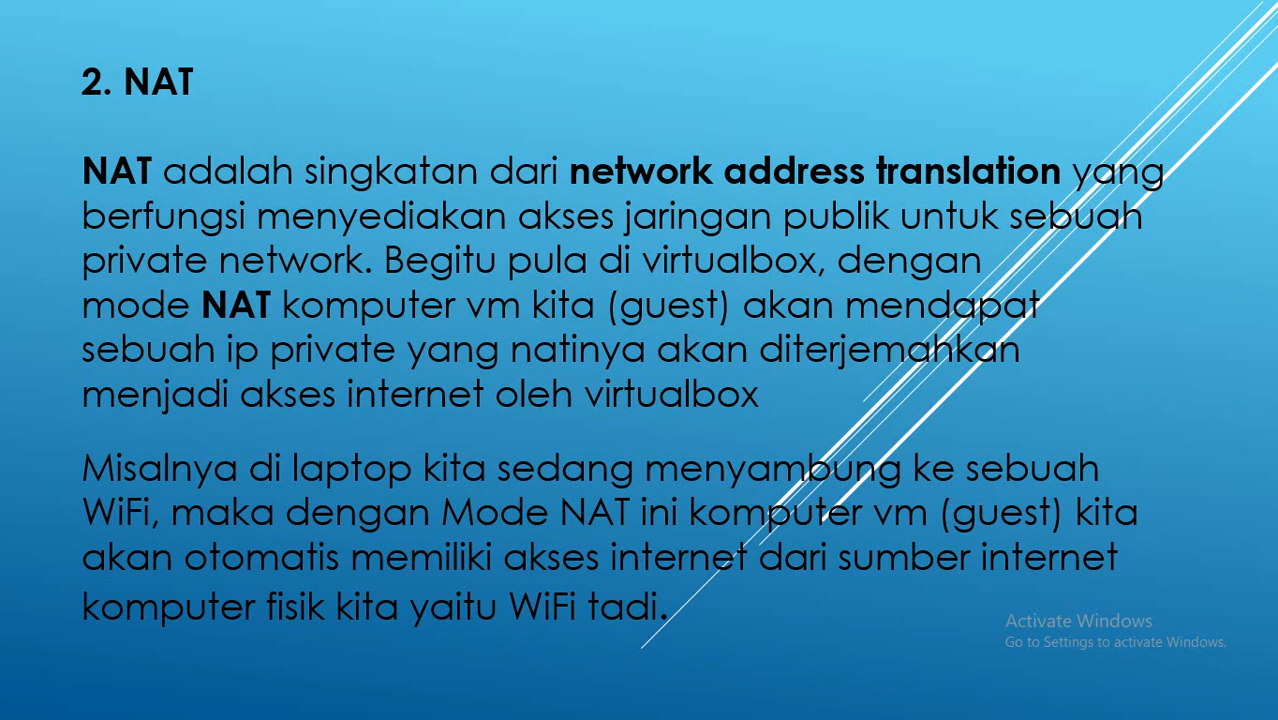 2. NAT
NAT adalah singkatan dari network address translation yang
berfungsi menyediakan akses jaringan publik untuk sebuah
private network. Begitu pula di virtualbox, dengan
mode NAT komputer vm kita (guest) akan mendapat
sebuah ip private yang natinya akan diterjemahkan
menjadi akses internet oleh virtualbox
Misalnya di laptop kita sedang menyambung ke sebuah
WiFi, maka dengan Mode NAT ini komputer vm (guest) kita
akan otomatis memiliki akses internet dari sumber internet
komputer fisik kita yaitu WiFi tadi.
Activate Windows
Go to Settings to activate Windows.